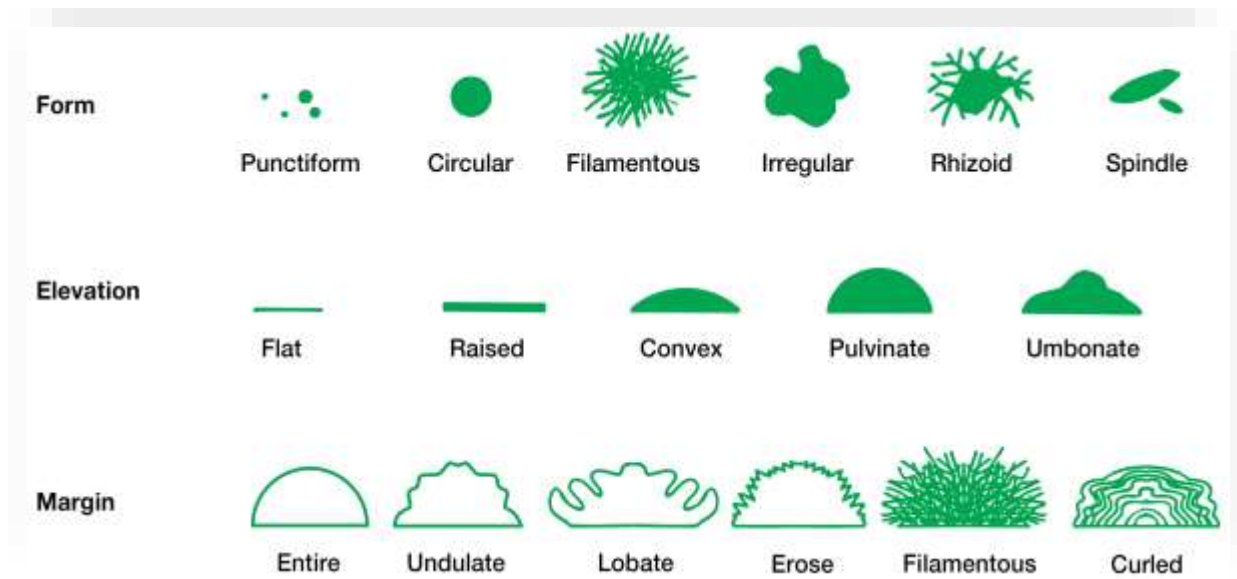 Form
Punctiform Circular Filamentous Irregular Rhizoid Spindle
Elevation
Flat Raised Convex Pulvinate Umbonate
Margin
Entire Undulate Lobate Erose Filamentous Curled